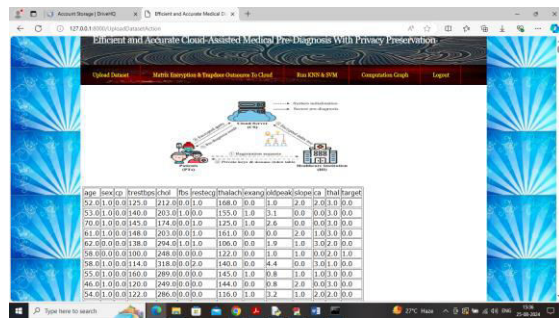 Account Storage | DriveHQ
Efficient and Accurate Medical D
127.0.0.1:8000/UploadDatasetAction
Efficient and Accurate Cloud-Assisted Medical Pre-Diagnosis With Privacy Preservation
Upload Dataset Matrix Encryption & Trapdoor Outsource To Cloud Run KNN & SVM Computation Graph Logout
Cloud Server
(CS)
Patients
Healthcare Institution
age sex cp trestbps chol fbs restecg thalach exang oldpeak slope ca thal target
52.0 1.0 0.0 125.0 212.0 0.0 1.0 168.0 0.0 1.0 2.0 2.0 3.0 0.0
53.0 1.0 0.0 140.0 203.0 1.0 0.0 155.0 1.0 3.1 0.0 0.0 3.0 0.0
70.0 1.0 0.0 145.0 174.0 0.0 1.0 125.0 1.0 2.6 0.0 0.0 3.0 0.0
61.0 1.0 0.0 148.0 203.0 0.0 1.0 161.0 0.0 0.0 2.0 1.0 3.0 0.0
62.0 0.0 0.0 138.0 294.0 1.0 1.0 106.0 0.0 1.9 1.0 3.0 2.0 0.0
58.0 0.0 0.0 100.0 248.0 0.0 0.0 122.0 0.0 1.0 1.0 0.0 2.0 1.0
58.0 1.0 0.0 114.0 318.0 0.0 2.0 140.0 0.0 4.4 0.0 3.0 1.0 0.0
55.0 1.0 0.0 160.0 289.0 0.0 0.0 145.0 1.0 0.8 1.0 1.0 3.0 0.0
46.0 1.0 0.0 120.0 249.0 0.0 0.0 144.0 0.0 0.8 2.0 0.0 3.0 0.0
54.0 1.0 0.0 122.0 286.0 0.0 0.0 116.0 1.0 3.2 1.0 2.0 2.0 0.0
Type here to search
27°C Haze
ENG
15:06
25-08-2024